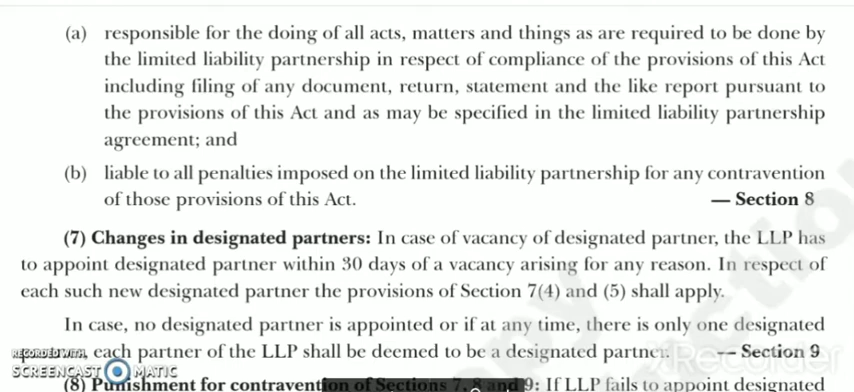 (a) responsible for the doing of all acts, matters and things as are required to be done by
the limited liability partnership in respect of compliance of the provisions of this Act
including filing of any document, return, statement and the like report pursuant to
the provisions of this Act and as may be specified in the limited liability partnership
agreement; and
(b) liable to all penalties imposed on the limited liability partnership for any contravention
of those provisions of this Act. — Section 8
(7) Changes in designated partners: In case of vacancy of designated partner, the LLP has
to appoint designated partner within 30 days of a vacancy arising for any reason. In respect of
each such new designated partner the provisions of Section 7(4) and (5) shall apply.
In case, no designated partner is appointed or if at any time, there is only one designated
each partner of the LLP shall be deemed to be a designated partner. — Section 9
RECORDED WITH
SCREENCAST MATIC
XRecorder
(8) Punishment for contravention of Sections 7, 8 and 9: If LLP fails to appoint designated